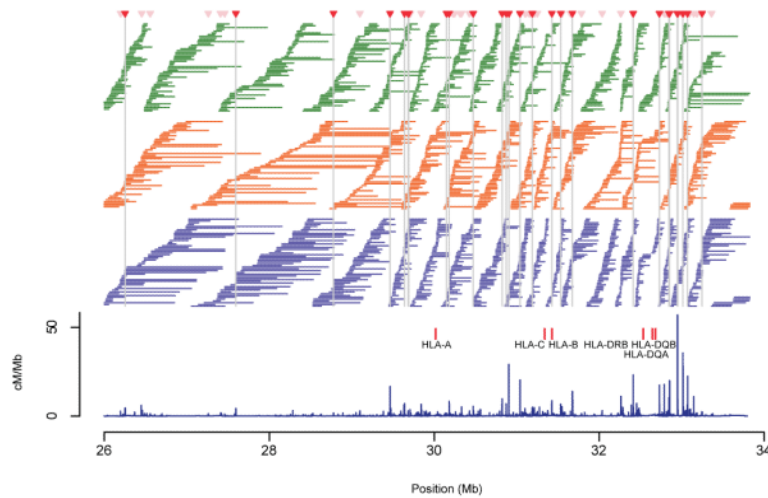 50
cM/Mb
HLA-A
HLA-C
HLA-B
HLA-DRB
HLA-DQB
HLA-DQA
0
26
28
30
32
34
Position (Mb)